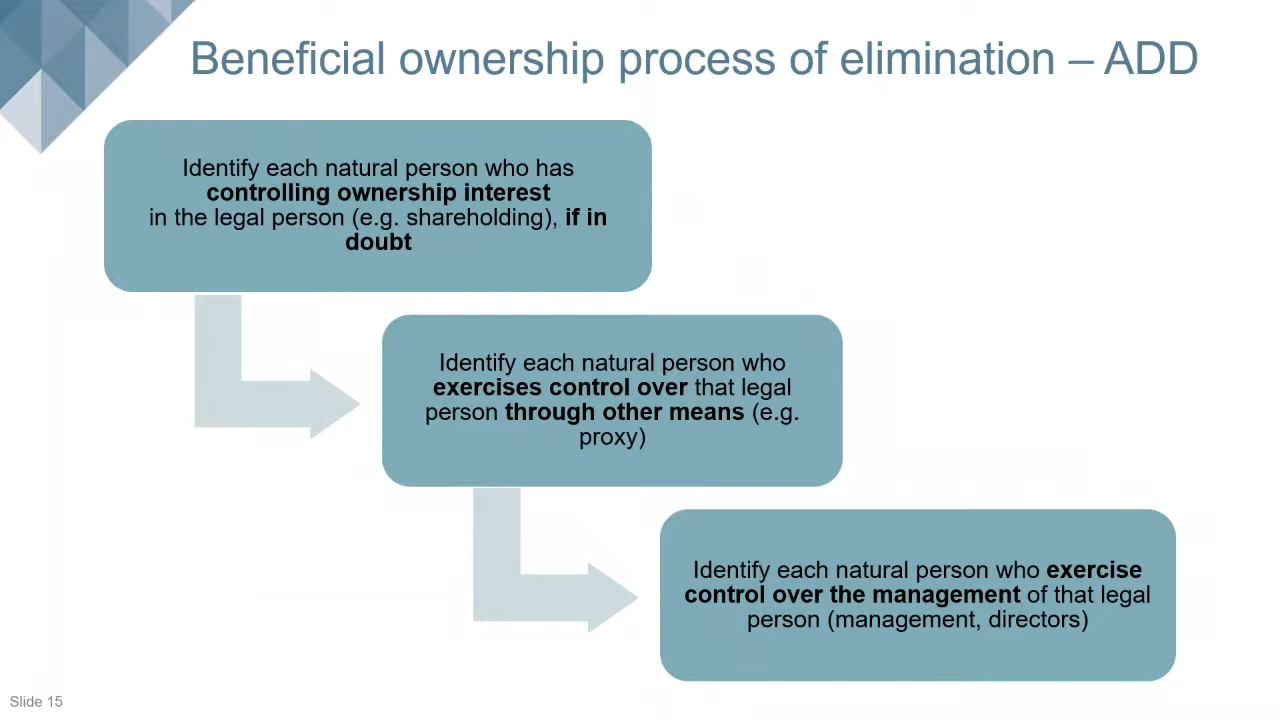 Beneficial ownership process of elimination – ADD
Identify each natural person who has
controlling ownership interest
in the legal person (e.g. shareholding), if in
doubt
Identify each natural person who
exercises control over that legal
person through other means (e.g.
proxy)
Identify each natural person who exercise
control over the management of that legal
person (management, directors)
Slide 15